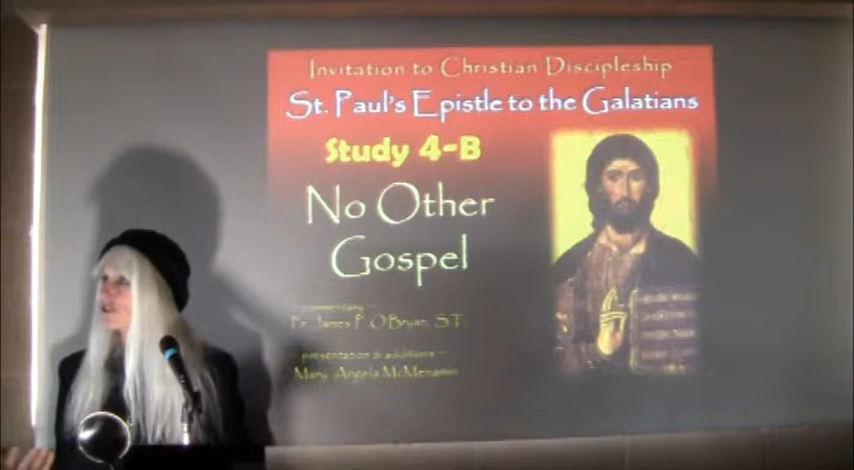 Invitation to Christian Discipleship
St. Paul's Epistle to the Galatians
Study 4-B
No Other
Gospel
Fr. James P. O'Bryan, S.T.
~ presentation & additions ~
Mary Angela McMenamin